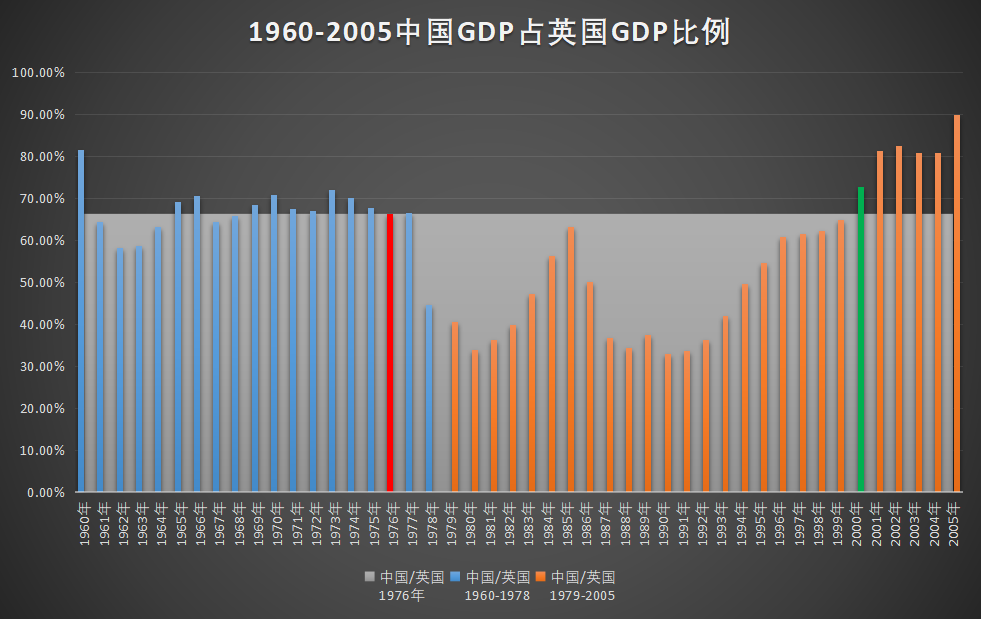 1960-2005中国GDP占英国GDP比例
100.00%
90.00%
80.00%
70.00%
60.00%
50.00%
40.00%
30.00%
20.00%
10.00%
0.00%
1960年
1961年
1962年
1963年
1964年
1965年
1966年
1967年
1968年
1969年
1970年
1971年
1972年
1973年
1974年
1975年
1976年
1977年
1978年
1979年
1980年
1981年
1982年
1983年
1984年
1985年
1986年
1987年
1988年
1989年
1990年
1991年
1992年
1993年
1994年
1995年
1996年
1997年
1998年
1999年
2000年
2001年
2002年
2003年
2004年
2005年
中国/英国 中国/英国 中国/英国
1976年 1960-1978 1979-2005